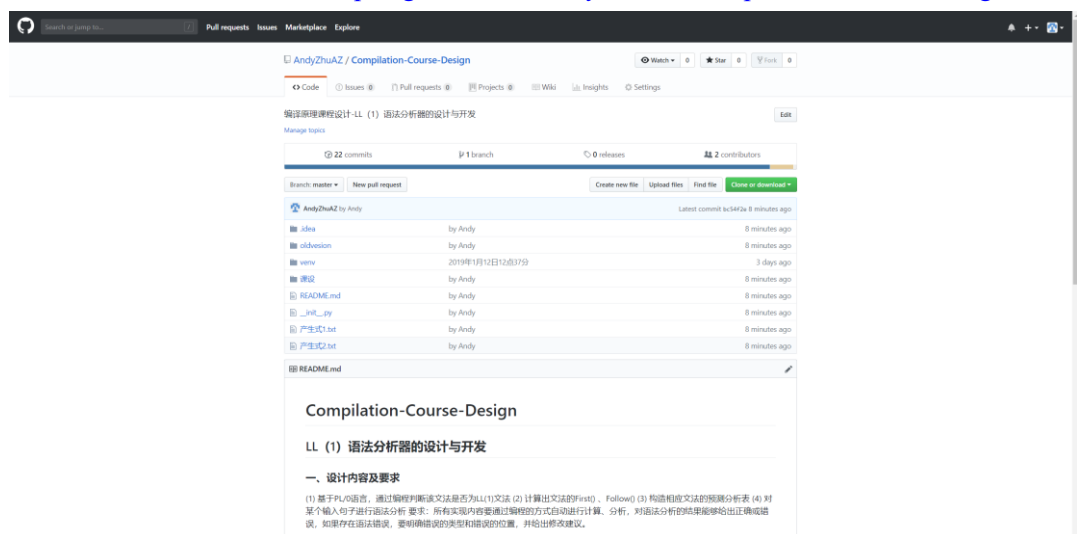 Search or jump to... / Pull requests Issues Marketplace Explore
AndyZhuAZ / Compilation-Course-Design Watch 0 Star 0 Fork 0
Code Issues 0 Pull requests 0 Projects 0 Wiki Insights Settings
编译原理课程设计-LL（1）语法分析器的设计与开发 Edit
Manage topics
22 commits 1 branch 0 releases 2 contributors
Branch: master New pull request Create new file Upload files Find file Clone or download
AndyZhuAZ by Andy Latest commit 8 minutes ago
.idea by Andy 8 minutes ago
oldvesion by Andy 8 minutes ago
venv 2019年1月12日12点37分 3 days ago
课设 by Andy 8 minutes ago
README.md by Andy 8 minutes ago
__init__.py by Andy 8 minutes ago
产生式1.txt by Andy 8 minutes ago
产生式2.txt by Andy 8 minutes ago
README.md
Compilation-Course-Design
LL（1）语法分析器的设计与开发
一、设计内容及要求
(1) 基于PL/0语言，通过编程判断该文法是否为LL(1)文法 (2) 计算出文法的First() 、Follow() (3) 构造相应文法的预测分析表 (4) 对
某个输入句子进行语法分析 要求：所有实现内容要通过编程的方式自动进行计算、分析，对语法分析的结果能够给出正确或错
误，如果存在语法错误，要明确错误的类型和错误的位置，并给出修改建议。